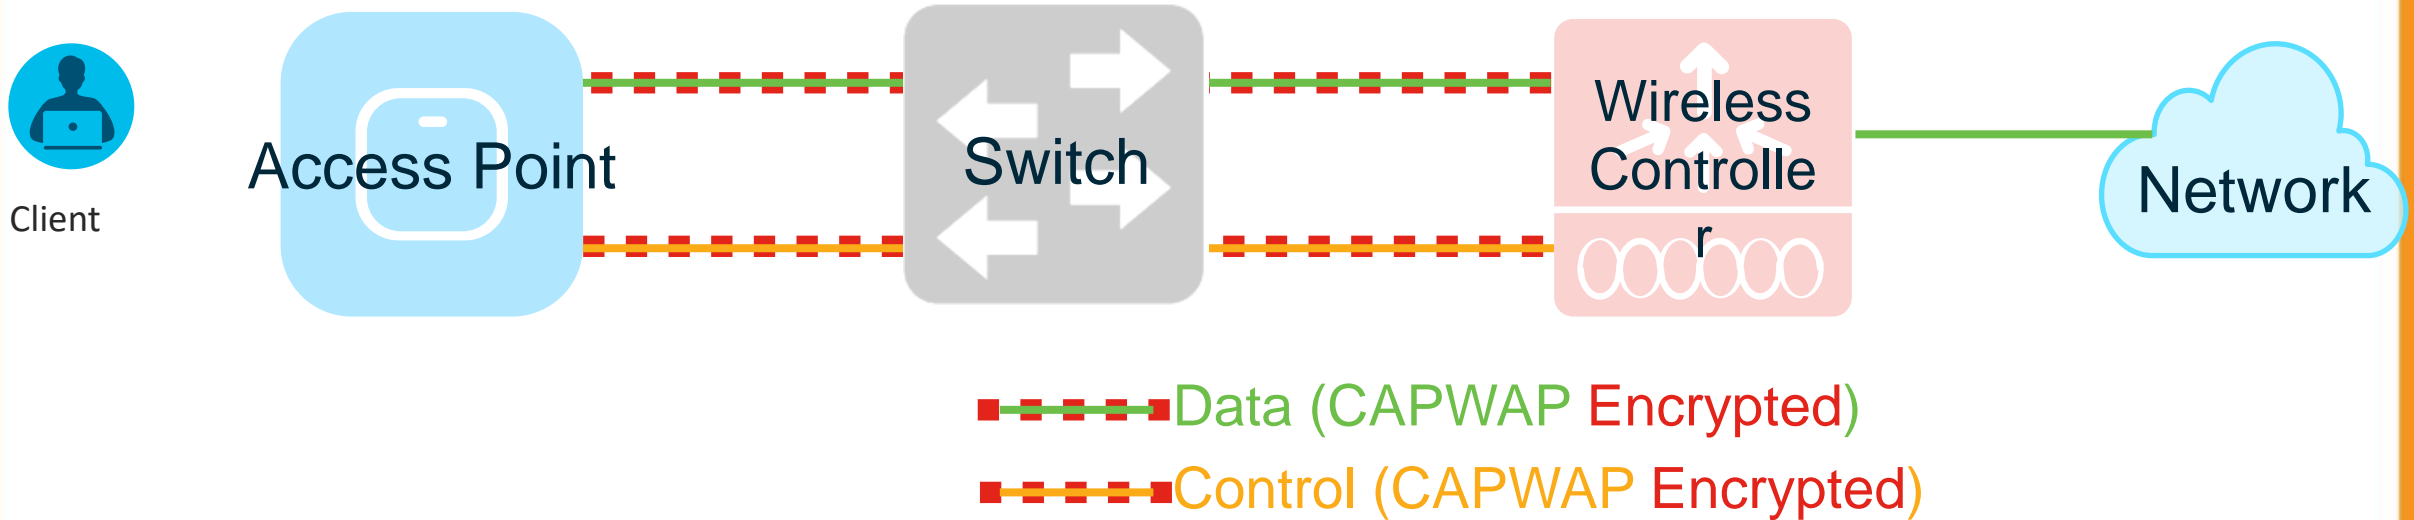 Client
Access Point
Switch
Wireless
Controlle
r
Network
Data (CAPWAP Encrypted)
Control (CAPWAP Encrypted)